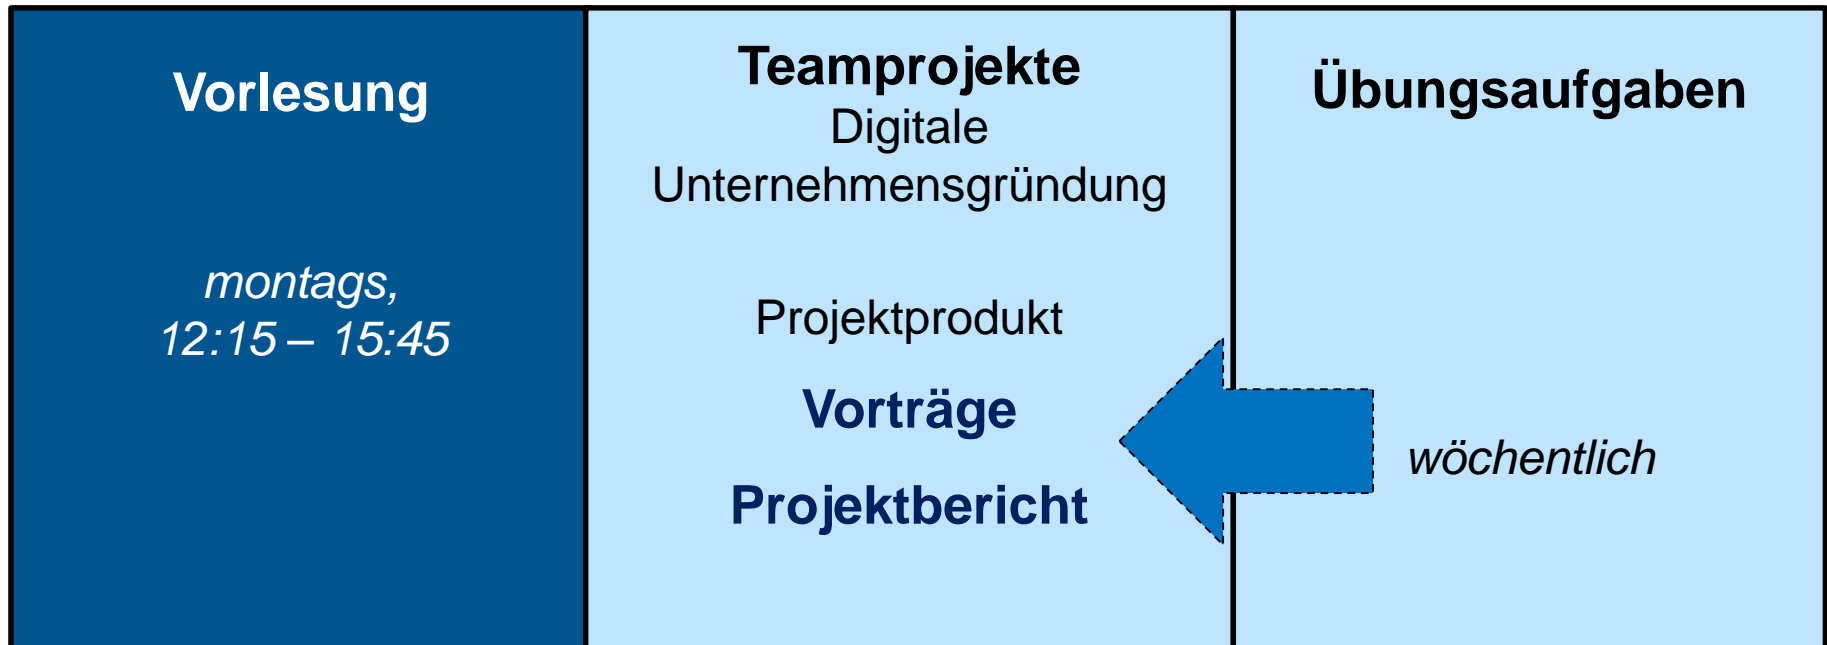 Vorlesung
montags,
12:15 – 15:45
Teamprojekte
Digitale
Unternehmensgründung
Projektprodukt
Vorträge
Projektbericht
Übungsaufgaben
wöchentlich